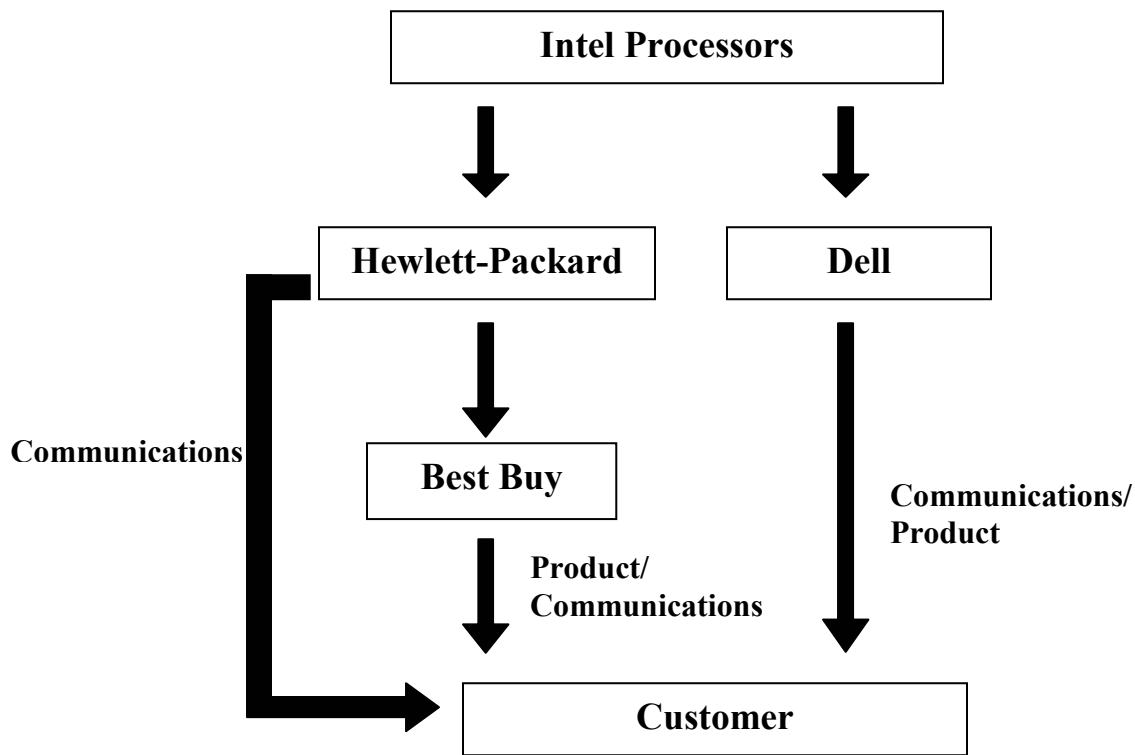 Intel Processors
Hewlett-Packard
Dell
Communications
Best Buy
Communications/
Product
Product/
Communications
Customer